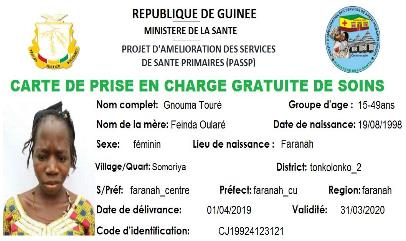 REPUBLIQUE DE GUINEE
MINISTERE DE LA SANTE
PROJET D'AMELIORATION DES SERVICES
DE SANTE PRIMAIRES (PASSP)
CARTE DE PRISE EN CHARGE GRATUITE DE SOINS
Nom complet: Gnouma Touré Groupe d'age : 15-49ans
Nom de la mère: Feinda Oularé Date de naissance: 19/08/1998
Sexe: féminin Lieu de naissance : Faranah
Village/Quart: Somoriya District: tonkolonko_2
S/Préf: faranah_centre Préfect: faranah_cu Region: faranah
Date de délivrance: 01/04/2019 Validité: 31/03/2020
Code d'identification: CJ19924123121